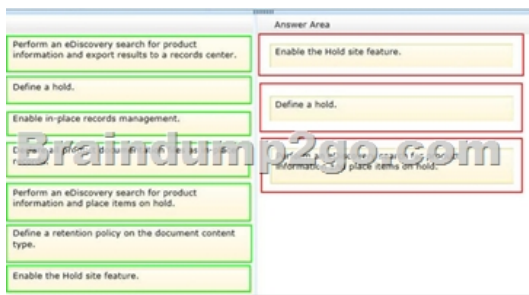 Answer Area
Perform an eDiscovery search for product
information and export results to a records center.
Define a hold.
Enable in-place records management.
Perform an eDiscovery search for product
information and place items on hold.
Define a retention policy on the document content
type.
Enable the Hold site feature.
Enable the Hold site feature.
Define a hold.
information and place items on hold.
Braindump2go.com